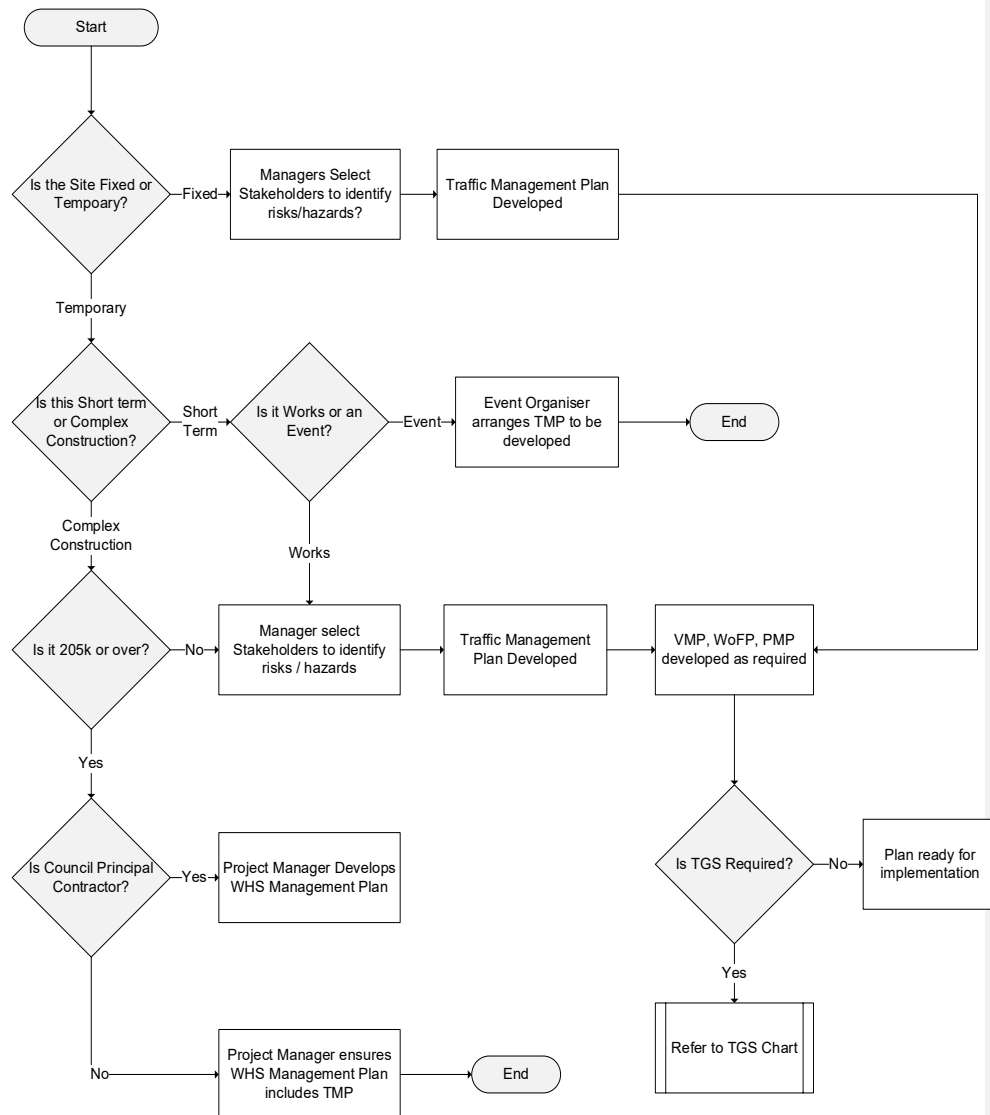 Start
Is the Site Fixed or
Tempoary?
Fixed
Managers Select
Stakeholders to identify
risks/hazards?
Traffic Management Plan
Developed
Temporary
Is this Short term
or Complex
Construction?
Short
Term
Is it Works or an
Event?
Event
Event Organiser
arranges TMP to be
developed
End
Complex
Construction
Works
Is it 205k or over?
No
Manager select
Stakeholders to identify
risks / hazards
Traffic Management
Plan Developed
VMP, WoFP, PMP
developed as required
Yes
Is Council Principal
Contractor?
Yes
Project Manager Develops
WHS Management Plan
Is TGS Required?
No
Plan ready for
implementation
Yes
Refer to TGS Chart
No
Project Manager ensures
WHS Management Plan
includes TMP
End